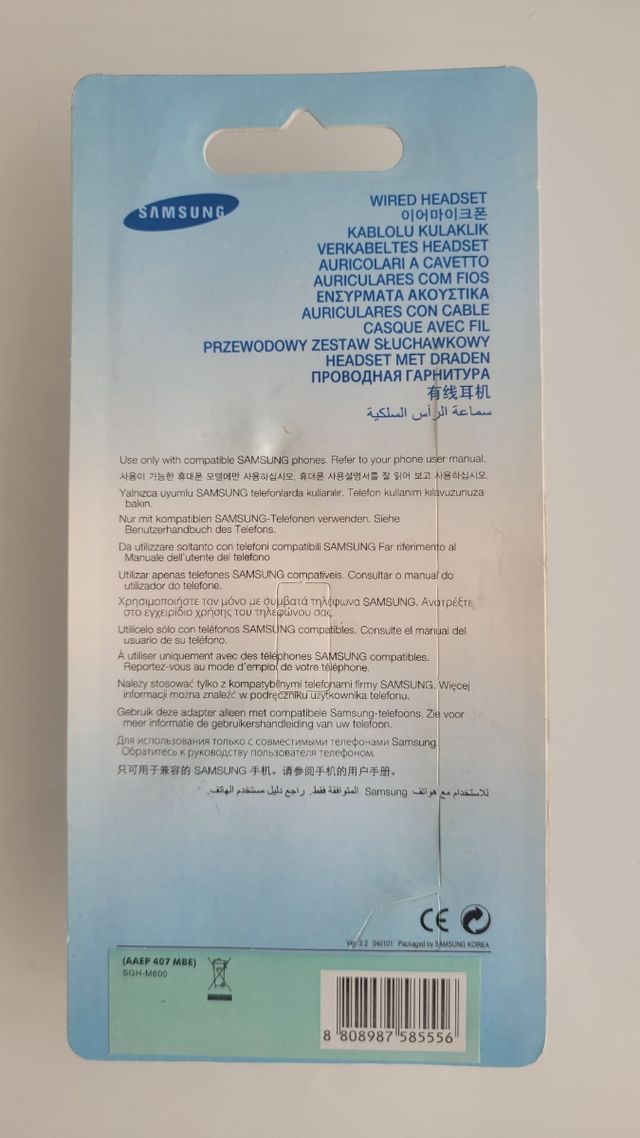 SAMSUNG
WIRED HEADSET
이어마이크폰
KABLOLU KULAKLIK
VERKABELTES HEADSET
AURICOLARI A CAVETTO
AURICULARES COM FIOS
ΕΝΣΥΡΜΑΤΑ ΑΚΟΥΣΤΙΚΑ
AURICULARES CON CABLE
CASQUE AVEC FIL
PRZEWODOWY ZESTAW SŁUCHAWKOWY
HEADSET MET DRADEN
ПРОВОДНАЯ ГАРНИТУРА
有线耳机
سماعة الرأس السلكية
Use only with compatible SAMSUNG phones. Refer to your phone user manual.
사용이 가능한 휴대폰 모델에만 사용하십시오. 휴대폰 사용설명서를 잘 읽어 보고 사용하십시오.
Yalnızca uyumlu SAMSUNG telefonlarda kullanılır. Telefon kullanım kılavuzunuza
bakın.
Nur mit kompatiblen SAMSUNG-Telefonen verwenden. Siehe
Benutzerhandbuch des Telefons.
Da utilizzare soltanto con telefoni compatibili SAMSUNG Far riferimento al
Manuale dell'utente del telefono
Utilizar apenas telefones SAMSUNG compatíveis. Consultar o manual do
utilizador do telefone.
Χρησιμοποιήστε τον μόνο με συμβατά τηλέφωνα SAMSUNG. Ανατρέξτε
στο εγχειρίδιο χρήσης του τηλεφώνου σας.
Utilícelo sólo con teléfonos SAMSUNG compatibles. Consulte el manual del
usuario de su teléfono.
À utiliser uniquement avec des téléphones SAMSUNG compatibles.
Reportez-vous au mode d'emploi de votre téléphone.
Należy stosować tylko z kompatybilnymi telefonami firmy SAMSUNG. Więcej
informacji można znaleźć w podręczniku użytkownika telefonu.
Gebruik deze adapter alleen met compatibele Samsung-telefoons. Zie voor
meer informatie de gebruikershandleiding van uw telefoon.
Для использования только с совместимыми телефонами Samsung
Обратитесь к руководству пользователя телефоном.
只可用于兼容的 SAMSUNG 手机。请参阅手机的用户手册。
للاستخدام مع هواتف Samsung المتوافقة فقط. راجع دليل مستخدم الهاتف.
CE
Ver. 2.2 040101 Packaged by SAMSUNG KOREA
(AAEP 407 MBE)
SGH-M600
8 808987 585556